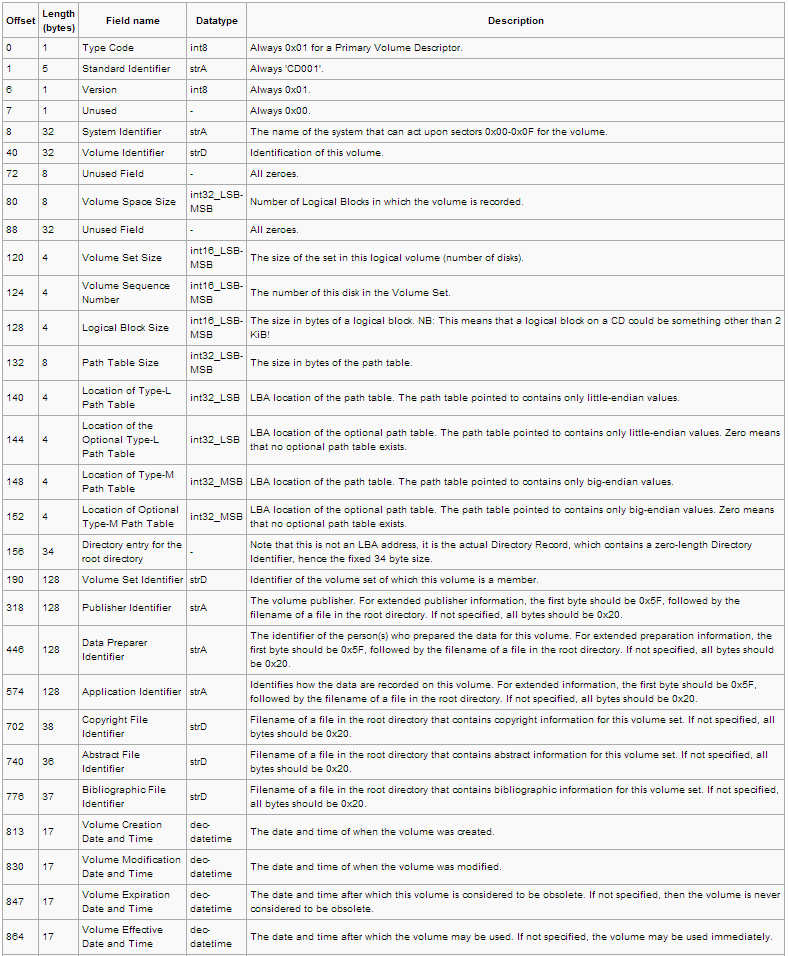 Offset Length (bytes) Field name Datatype Description
0 1 Type Code int8 Always 0x01 for a Primary Volume Descriptor.
1 5 Standard Identifier strA Always 'CD001'.
6 1 Version int8 Always 0x01.
7 1 Unused - Always 0x00.
8 32 System Identifier strA The name of the system that can act upon sectors 0x00-0x0F for the volume.
40 32 Volume Identifier strD Identification of this volume.
72 8 Unused Field - All zeroes.
80 8 Volume Space Size int32_LSB-MSB Number of Logical Blocks in which the volume is recorded.
88 32 Unused Field - All zeroes.
120 4 Volume Set Size int16_LSB-MSB The size of the set in this logical volume (number of disks).
124 4 Volume Sequence Number int16_LSB-MSB The number of this disk in the Volume Set.
128 4 Logical Block Size int16_LSB-MSB The size in bytes of a logical block. NB: This means that a logical block on a CD could be something other than 2 KiB!
132 8 Path Table Size int32_LSB-MSB The size in bytes of the path table.
140 4 Location of Type-L Path Table int32_LSB LBA location of the path table. The path table pointed to contains only little-endian values.
144 4 Location of the Optional Type-L Path Table int32_LSB LBA location of the optional path table. The path table pointed to contains only little-endian values. Zero means that no optional path table exists.
148 4 Location of Type-M Path Table int32_MSB LBA location of the path table. The path table pointed to contains only big-endian values.
152 4 Location of Optional Type-M Path Table int32_MSB LBA location of the optional path table. The path table pointed to contains only big-endian values. Zero means that no optional path table exists.
156 34 Directory entry for the root directory - Note that this is not an LBA address, it is the actual Directory Record, which contains a zero-length Directory Identifier, hence the fixed 34 byte size.
190 128 Volume Set Identifier strD Identifier of the volume set of which this volume is a member.
318 128 Publisher Identifier strA The volume publisher. For extended publisher information, the first byte should be 0x5F, followed by the filename of a file in the root directory. If not specified, all bytes should be 0x20.
446 128 Data Preparer Identifier strA The identifier of the person(s) who prepared the data for this volume. For extended preparation information, the first byte should be 0x5F, followed by the filename of a file in the root directory. If not specified, all bytes should be 0x20.
574 128 Application Identifier strA Identifies how the data are recorded on this volume. For extended information, the first byte should be 0x5F, followed by the filename of a file in the root directory. If not specified, all bytes should be 0x20.
702 38 Copyright File Identifier strD Filename of a file in the root directory that contains copyright information for this volume set. If not specified, all bytes should be 0x20.
740 36 Abstract File Identifier strD Filename of a file in the root directory that contains abstract information for this volume set. If not specified, all bytes should be 0x20.
776 37 Bibliographic File Identifier strD Filename of a file in the root directory that contains bibliographic information for this volume set. If not specified, all bytes should be 0x20.
813 17 Volume Creation Date and Time dec-datetime The date and time of when the volume was created.
830 17 Volume Modification Date and Time dec-datetime The date and time of when the volume was modified.
847 17 Volume Expiration Date and Time dec-datetime The date and time after which this volume is considered to be obsolete. If not specified, then the volume is never considered to be obsolete.
864 17 Volume Effective Date and Time dec-datetime The date and time after which the volume may be used. If not specified, the volume may be used immediately.